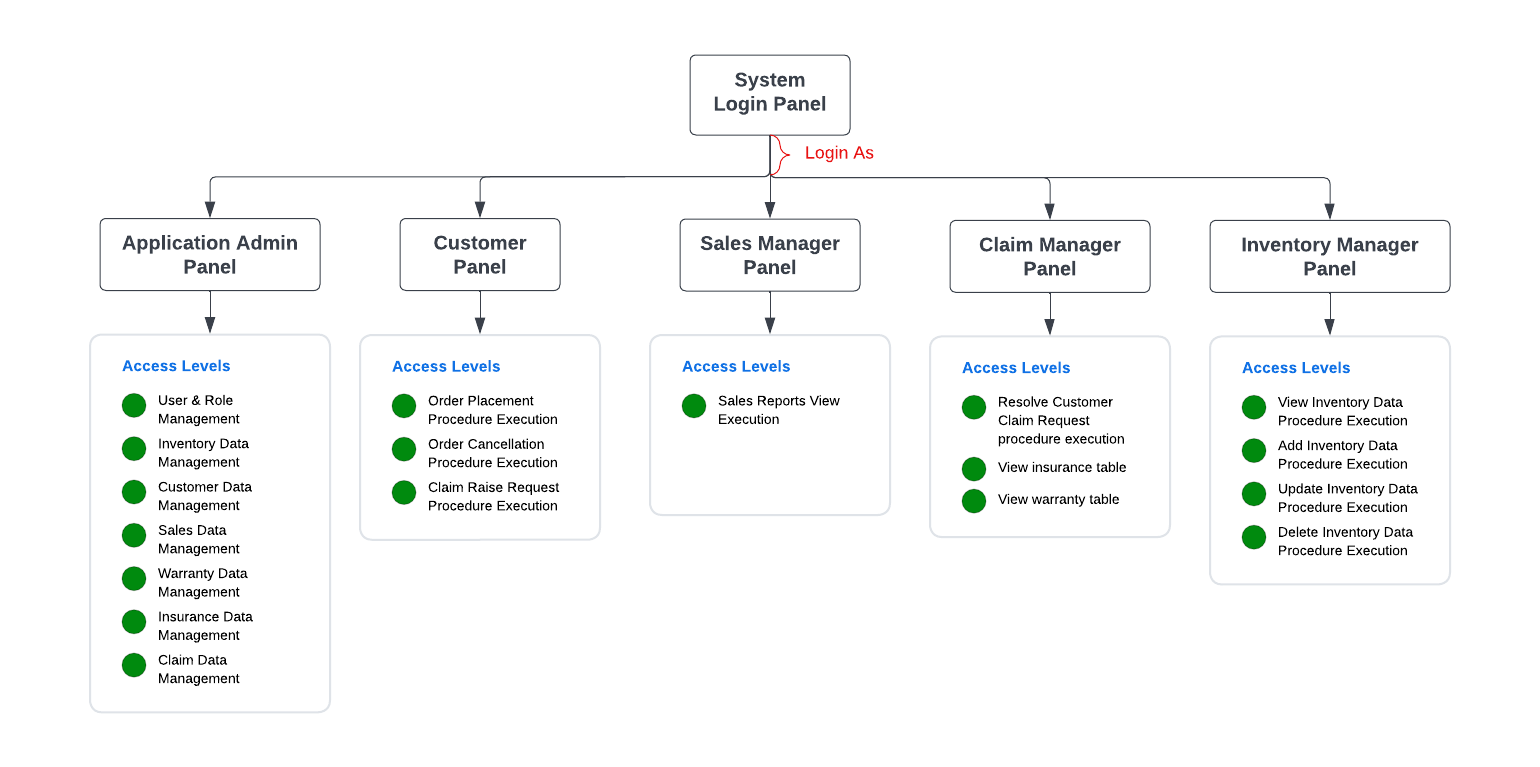 System
Login Panel
Login As
Application Admin
Panel
Customer
Panel
Sales Manager
Panel
Claim Manager
Panel
Inventory Manager
Panel
Access Levels
User & Role
Management
Inventory Data
Management
Customer Data
Management
Sales Data
Management
Warranty Data
Management
Insurance Data
Management
Claim Data
Management
Access Levels
Order Placement
Procedure Execution
Order Cancellation
Procedure Execution
Claim Raise Request
Procedure Execution
Access Levels
Sales Reports View
Execution
Access Levels
Resolve Customer
Claim Request
procedure execution
View insurance table
View warranty table
Access Levels
View Inventory Data
Procedure Execution
Add Inventory Data
Procedure Execution
Update Inventory Data
Procedure Execution
Delete Inventory Data
Procedure Execution